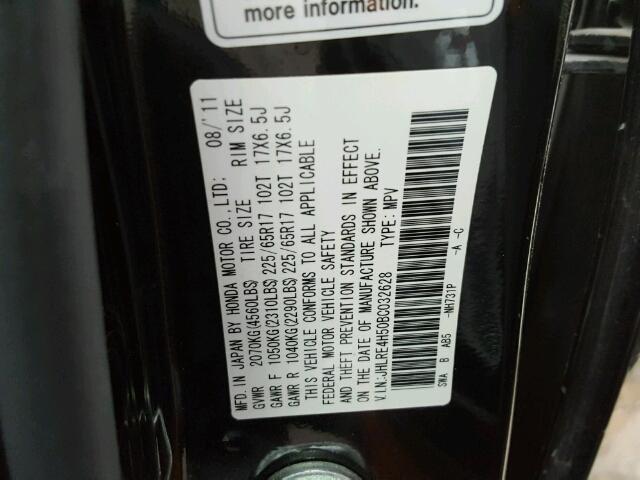 more information.
MFD. IN JAPAN BY HONDA MOTOR CO., LTD: 08/'11
GVWR 2070KG(4560LBS) TIRE SIZE RIM SIZE
GAWR F 1050KG(2310LBS) 225/65R17 102T 17X6.5J
GAWR R 1040KG(2290LBS) 225/65R17 102T 17X6.5J
THIS VEHICLE CONFORMS TO ALL APPLICABLE
FEDERAL MOTOR VEHICLE SAFETY
AND THEFT PREVENTION STANDARDS IN EFFECT
ON THE DATE OF MANUFACTURE SHOWN ABOVE.
V.I.N:JHLRE4H50BC032628 TYPE: MPV
SWA B AB5 -NH731P -A -C